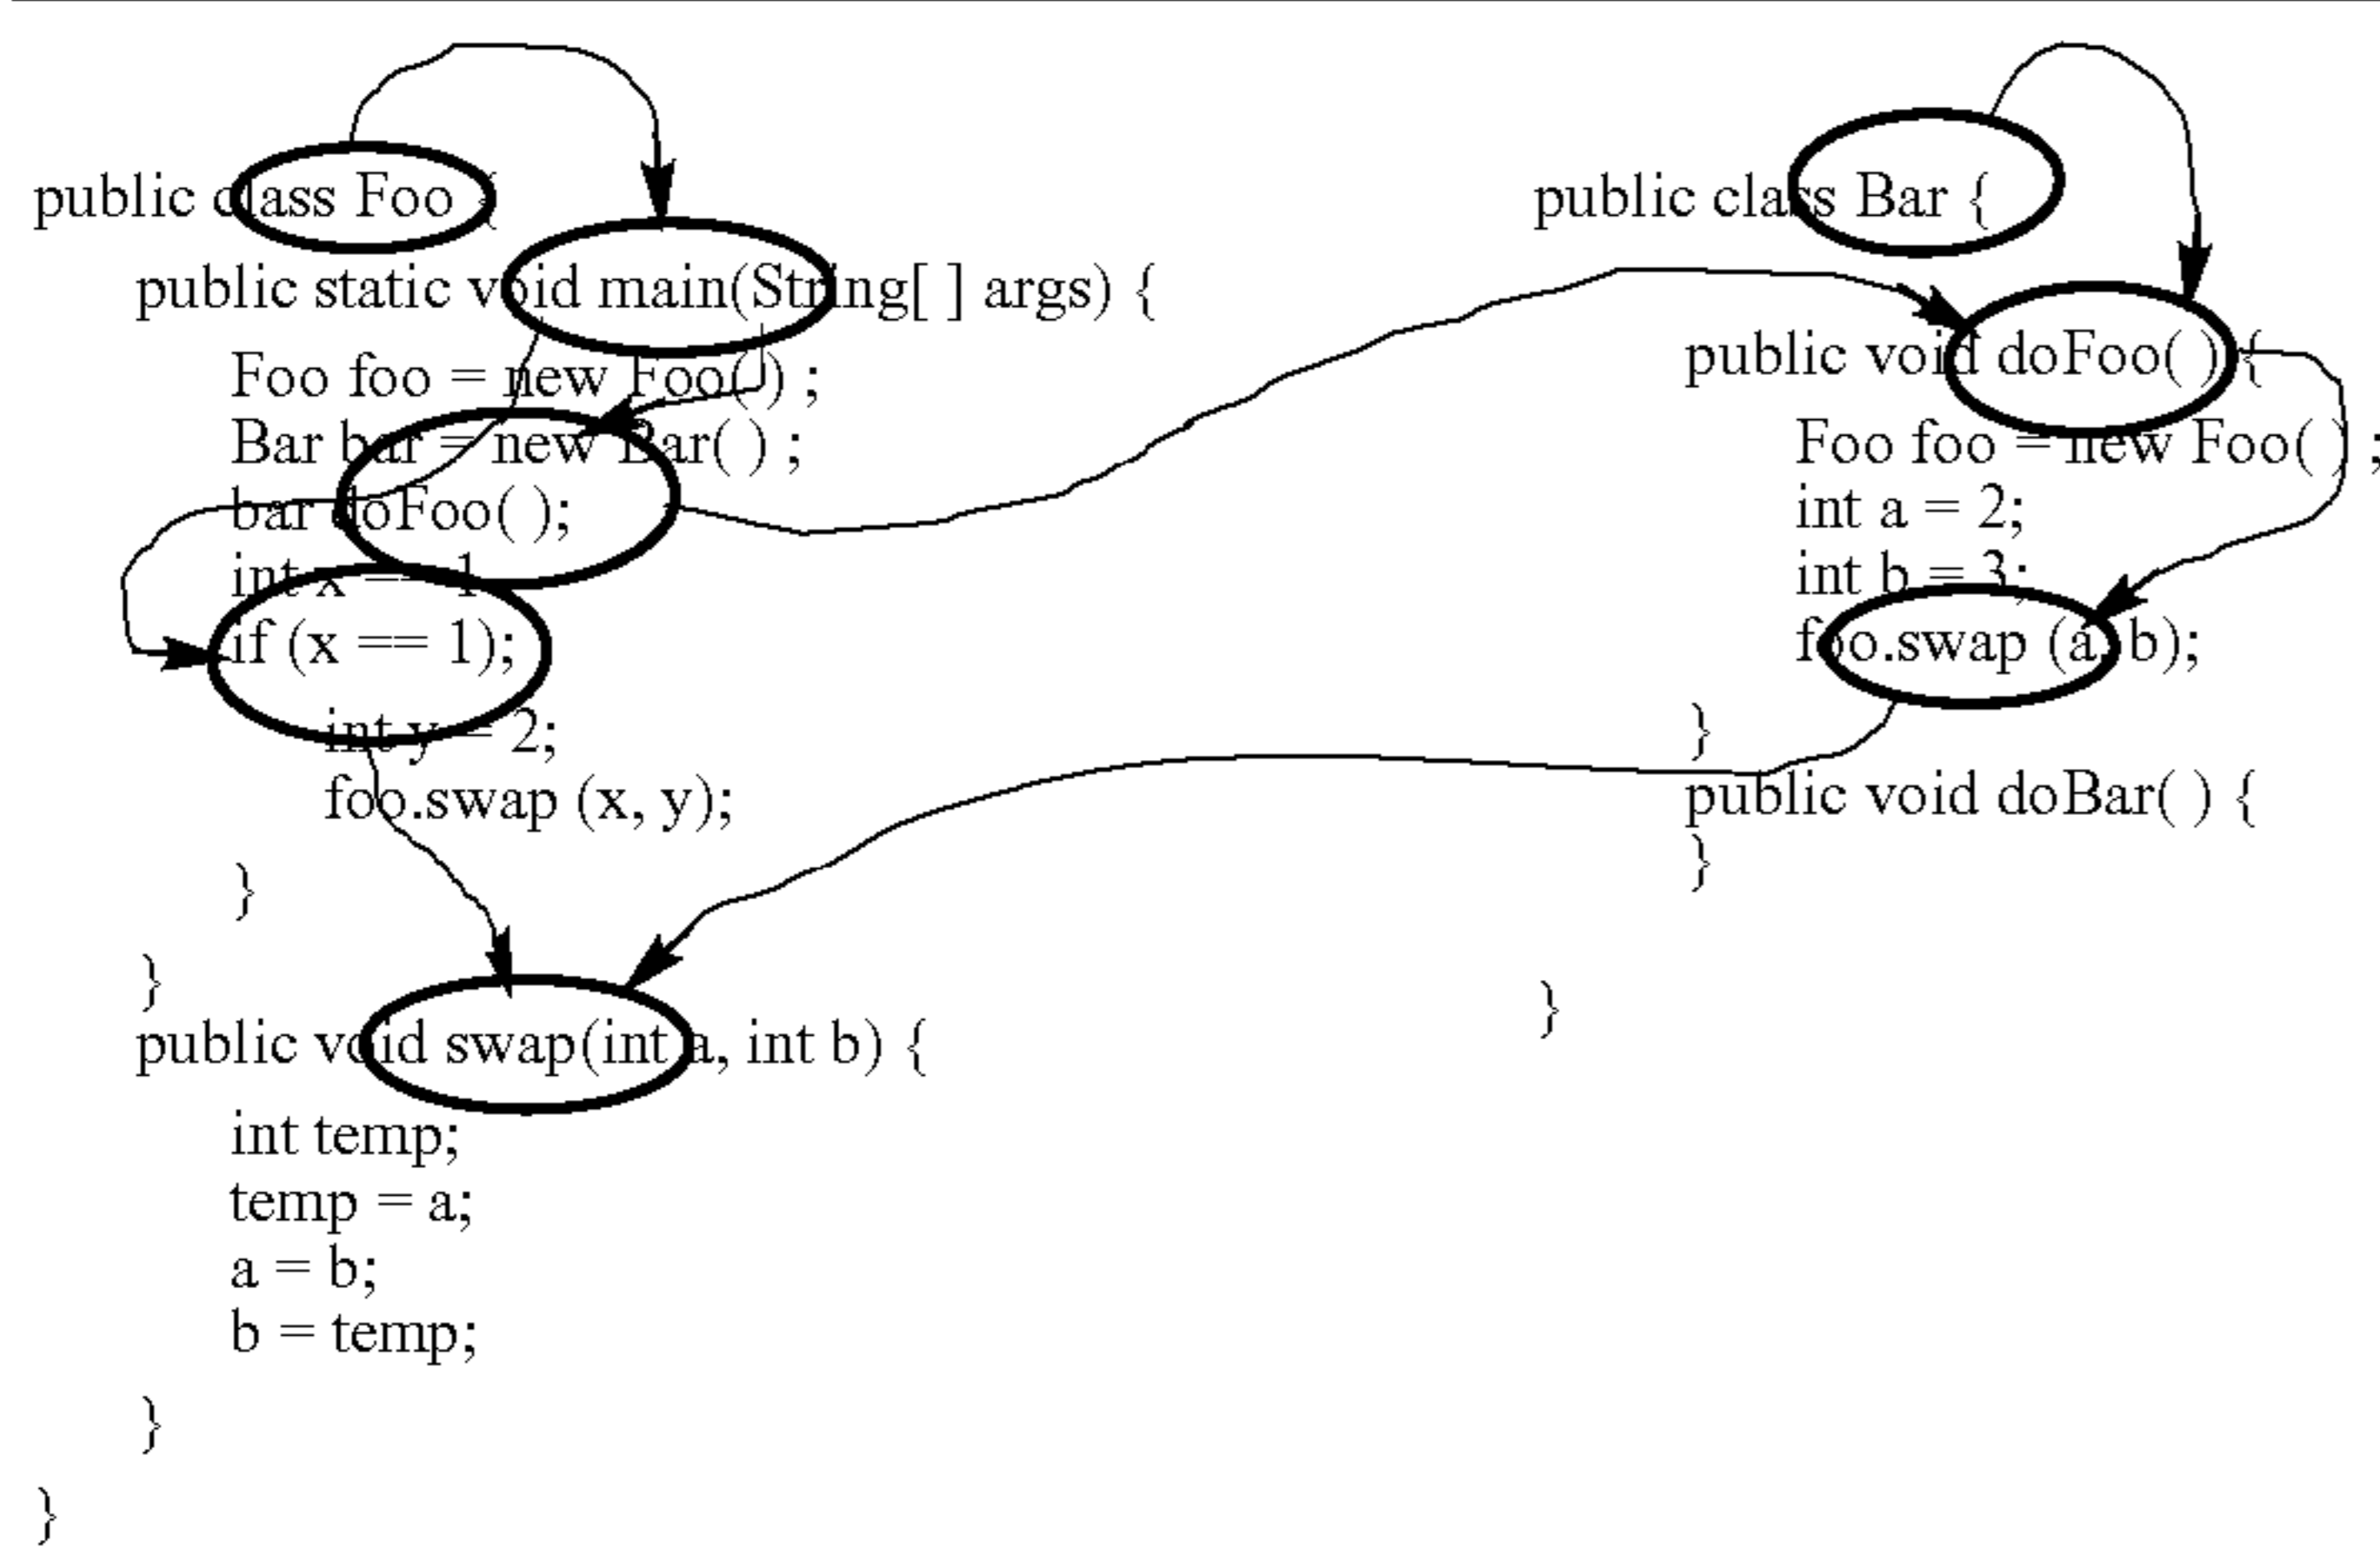 public class Foo {
public static void main(String[ ] args) {
Foo foo = new Foo( ) ;
Bar bar = new Bar( ) ;
bar doFoo( );
int x == 1
if (x == 1);
int y = 2;
foo.swap (x, y);
}
}
public void swap(int a, int b) {
int temp;
temp = a;
a = b;
b = temp;
}
}
public class Bar {
public void doFoo( ) {
Foo foo = new Foo( ) ;
int a = 2;
int b = 3;
foo.swap (a, b);
}
public void doBar( ) {
}
}